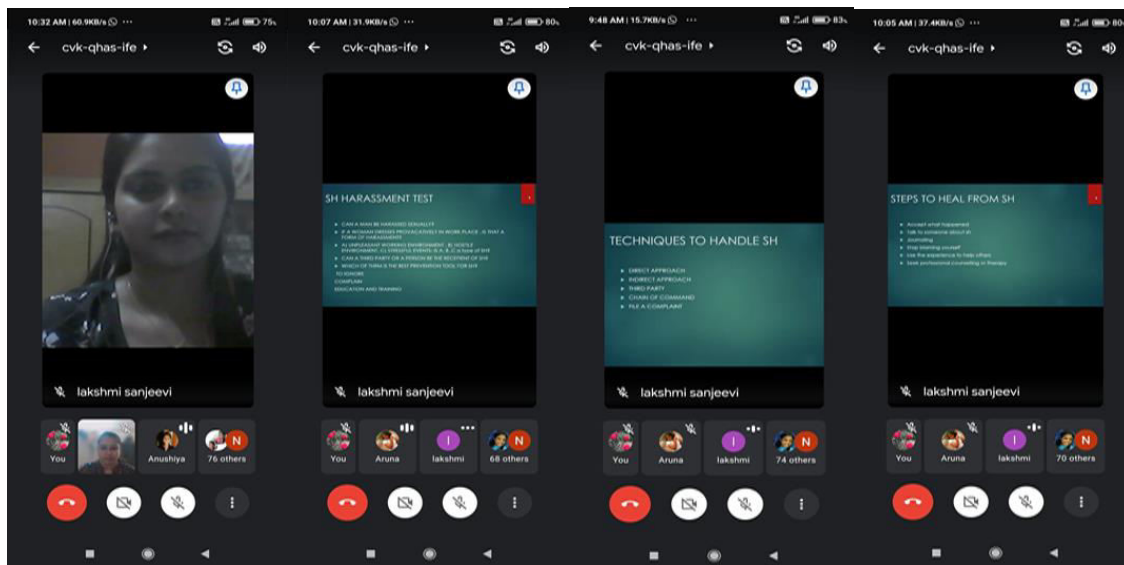 10:32 AM | 60.9KB/s
75%
cvk-qhas-ife
lakshmi sanjeevi
You
Anushiya
N
76 others
10:07 AM | 31.9KB/s
80%
cvk-qhas-ife
SH HARASSMENT TEST
CAN A MAN BE HARASSED SEXUALLY?
IF A WOMAN DRESSES PROVOCATIVELY IN WORK PLACE , IS THAT A
FORM OF HARASSMENT?
A) UNPLEASANT WORKING ENVIRONMENT , B) HOSTILE
ENVIRONMENT, C) STRESSFUL EVENTS:
CAN A THIRD PARTY OR A PERSON BE THE RECIPIENT OF SH?
WHICH OF THEM IS THE BEST PREVENTION TOOL FOR SH?
TO IGNORE
COMPLAIN
EDUCATION AND TRAINING
lakshmi sanjeevi
You
Aruna
l
lakshmi
N
68 others
9:48 AM | 15.7KB/s
83%
cvk-qhas-ife
TECHNIQUES TO HANDLE SH
DIRECT APPROACH
INDIRECT APPROACH
THIRD PARTY
CHAIN OF COMMAND
FILE A COMPLAINT
lakshmi sanjeevi
You
Aruna
l
lakshmi
N
74 others
10:05 AM | 37.4KB/s
80
cvk-qhas-ife
STEPS TO HEAL FROM SH
Accept what happened
Talk to someone about sh
Journaling
Stop blaming yourself
Use the experience to help others
Seek professional counselling or therapy
lakshmi sanjeevi
You
Aruna
l
lakshmi
N
70 others